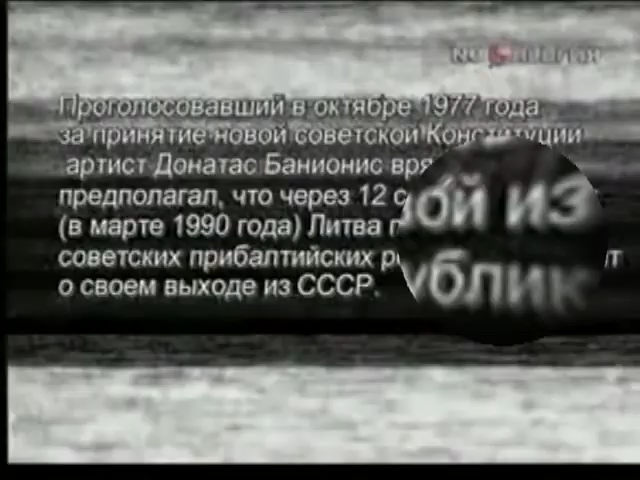 Проголосовавший в октябре 1977 года
за принятие новой советской Конституции
артист Донатас Банионис
предполагал, что через 12 с
(в марте 1990 года) Литва
советских прибалтийских
о своем выходе из СССР.
ой из
ублик